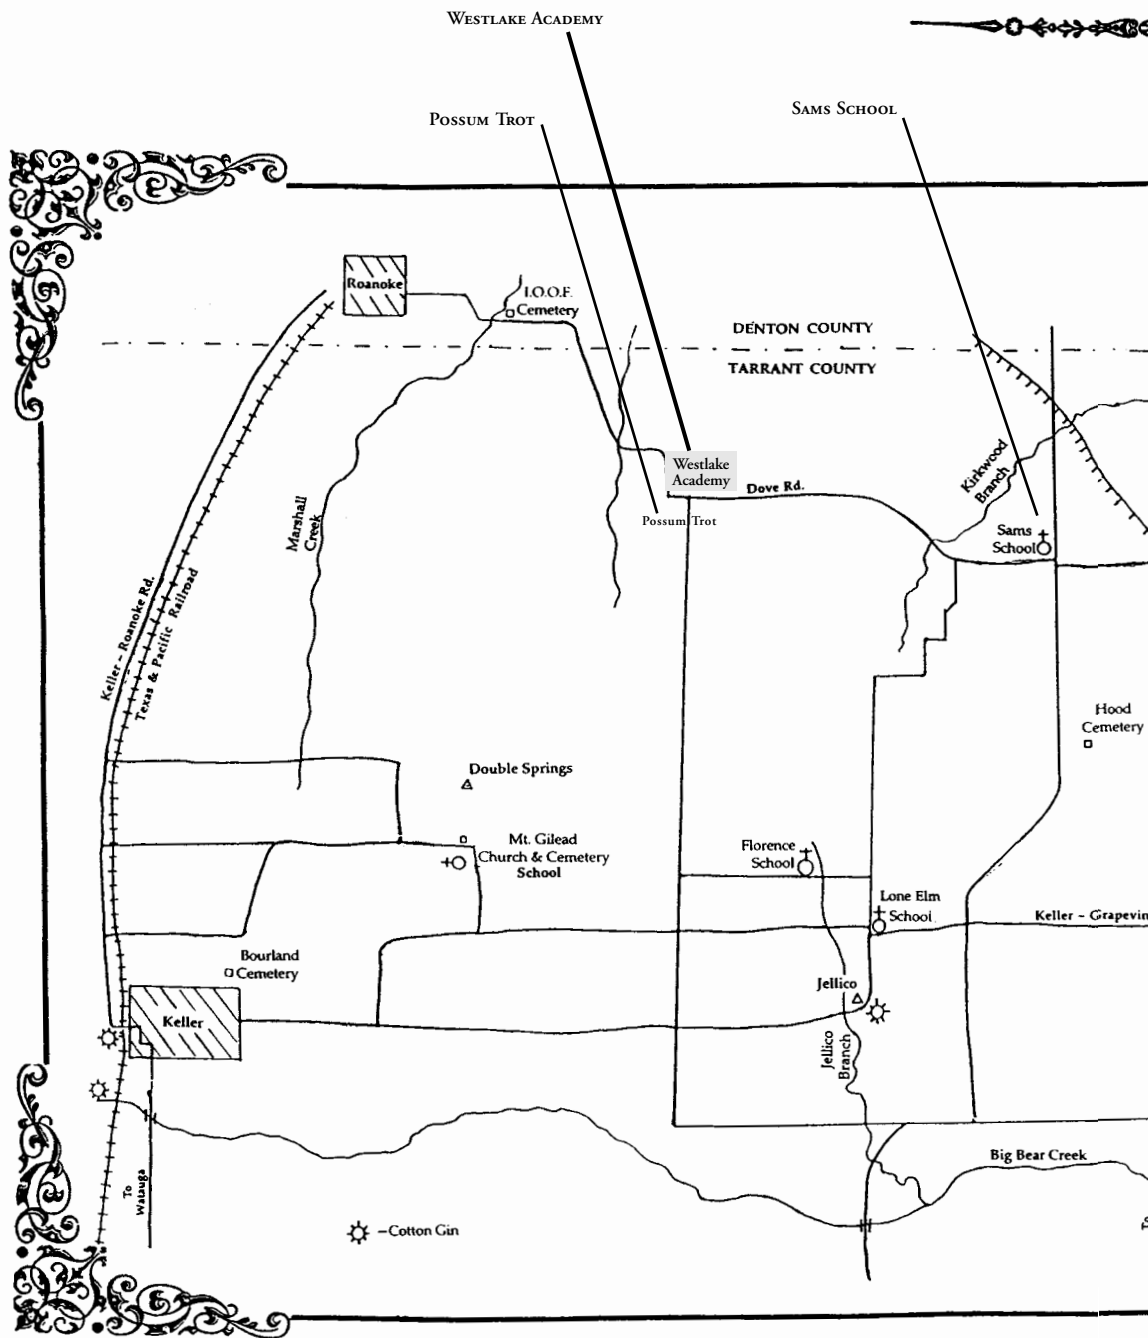 WESTLAKE ACADEMY
POSSUM TROT
SAMS SCHOOL
Roanoke
I.O.O.F.
Cemetery
DENTON COUNTY
TARRANT COUNTY
Westlake
Academy
Dove Rd.
Kirkwood
Branch
Possum Trot
Sams
School
Marshall
Creek
Keller - Roanoke Rd.
Texas & Pacific Railroad
Hood
Cemetery
Double Springs
Mt. Gilead
Church & Cemetery
School
Florence
School
Lone Elm
School
Keller - Grapevin
Bourland
Cemetery
Jellico
Keller
Jellico
Branch
Big Bear Creek
To
Watauga
-Cotton Gin
To